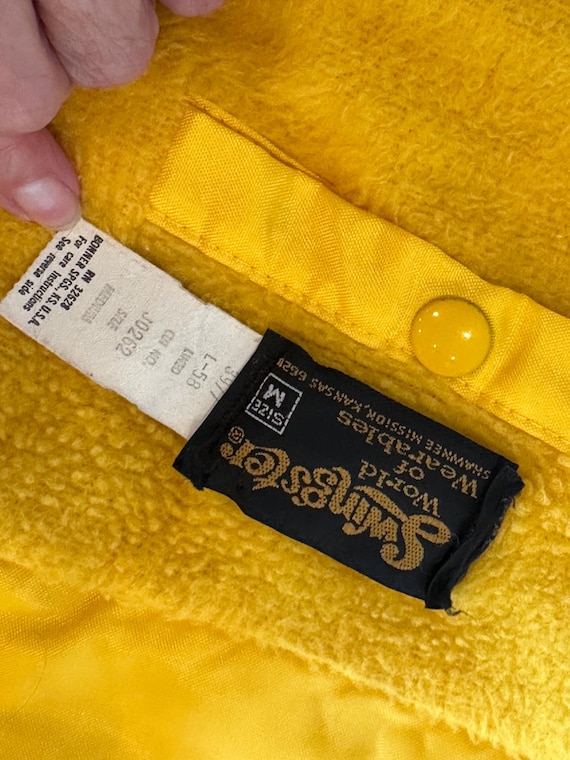 Swingster®
World
of
Wearables
SHAWNEE MISSION, KANSAS
SIZE
M
RN 32628
BONNER SPGS., KS. U.S.A.
For care instructions
See reverse side
MEDIUM
SIZE
J0262
CUT NO.
LINED
L-58